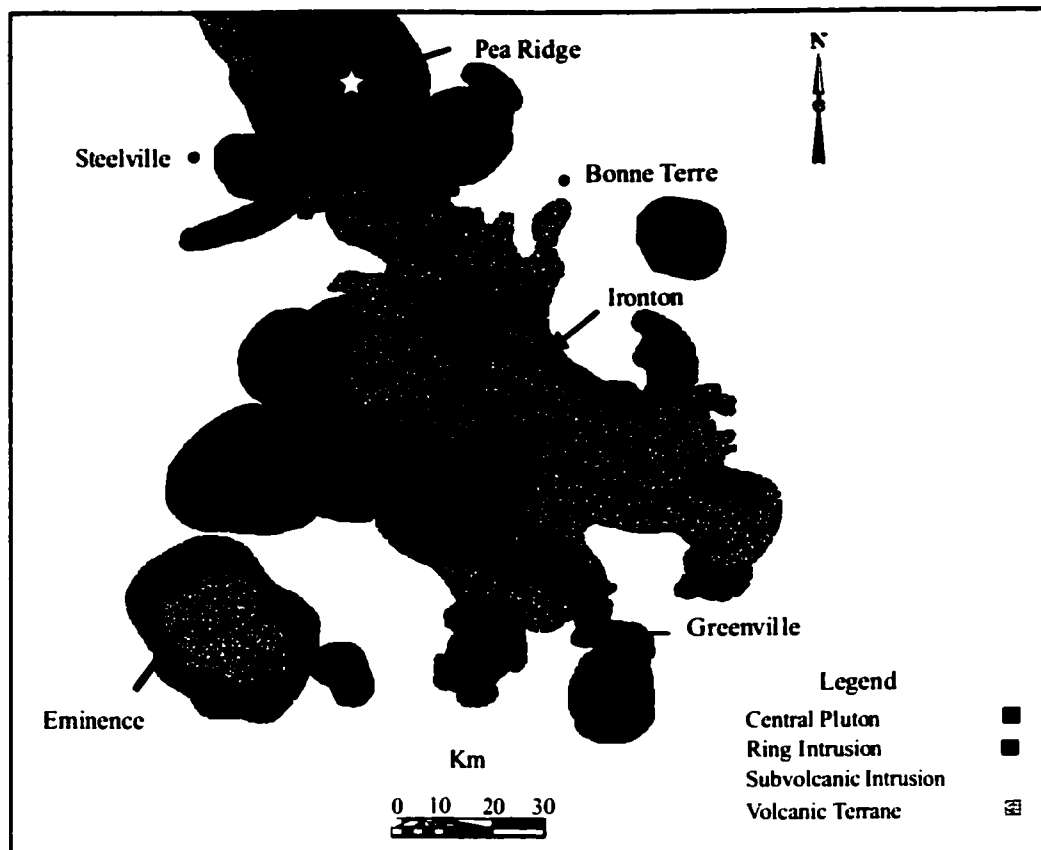 Pea Ridge
N
Steelville
Bonne Terre
Ironton
Greenville
Eminence
Legend
Central Pluton
Ring Intrusion
Subvolcanic Intrusion
Volcanic Terrane
Km
0 10 20 30